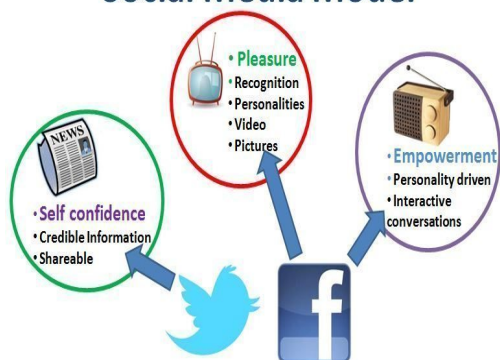 Social Media Model
NEWS
• Self confidence
• Credible Information
• Shareable
• Pleasure
• Recognition
• Personalities
• Video
• Pictures
• Empowerment
• Personality driven
• Interactive
conversations
f